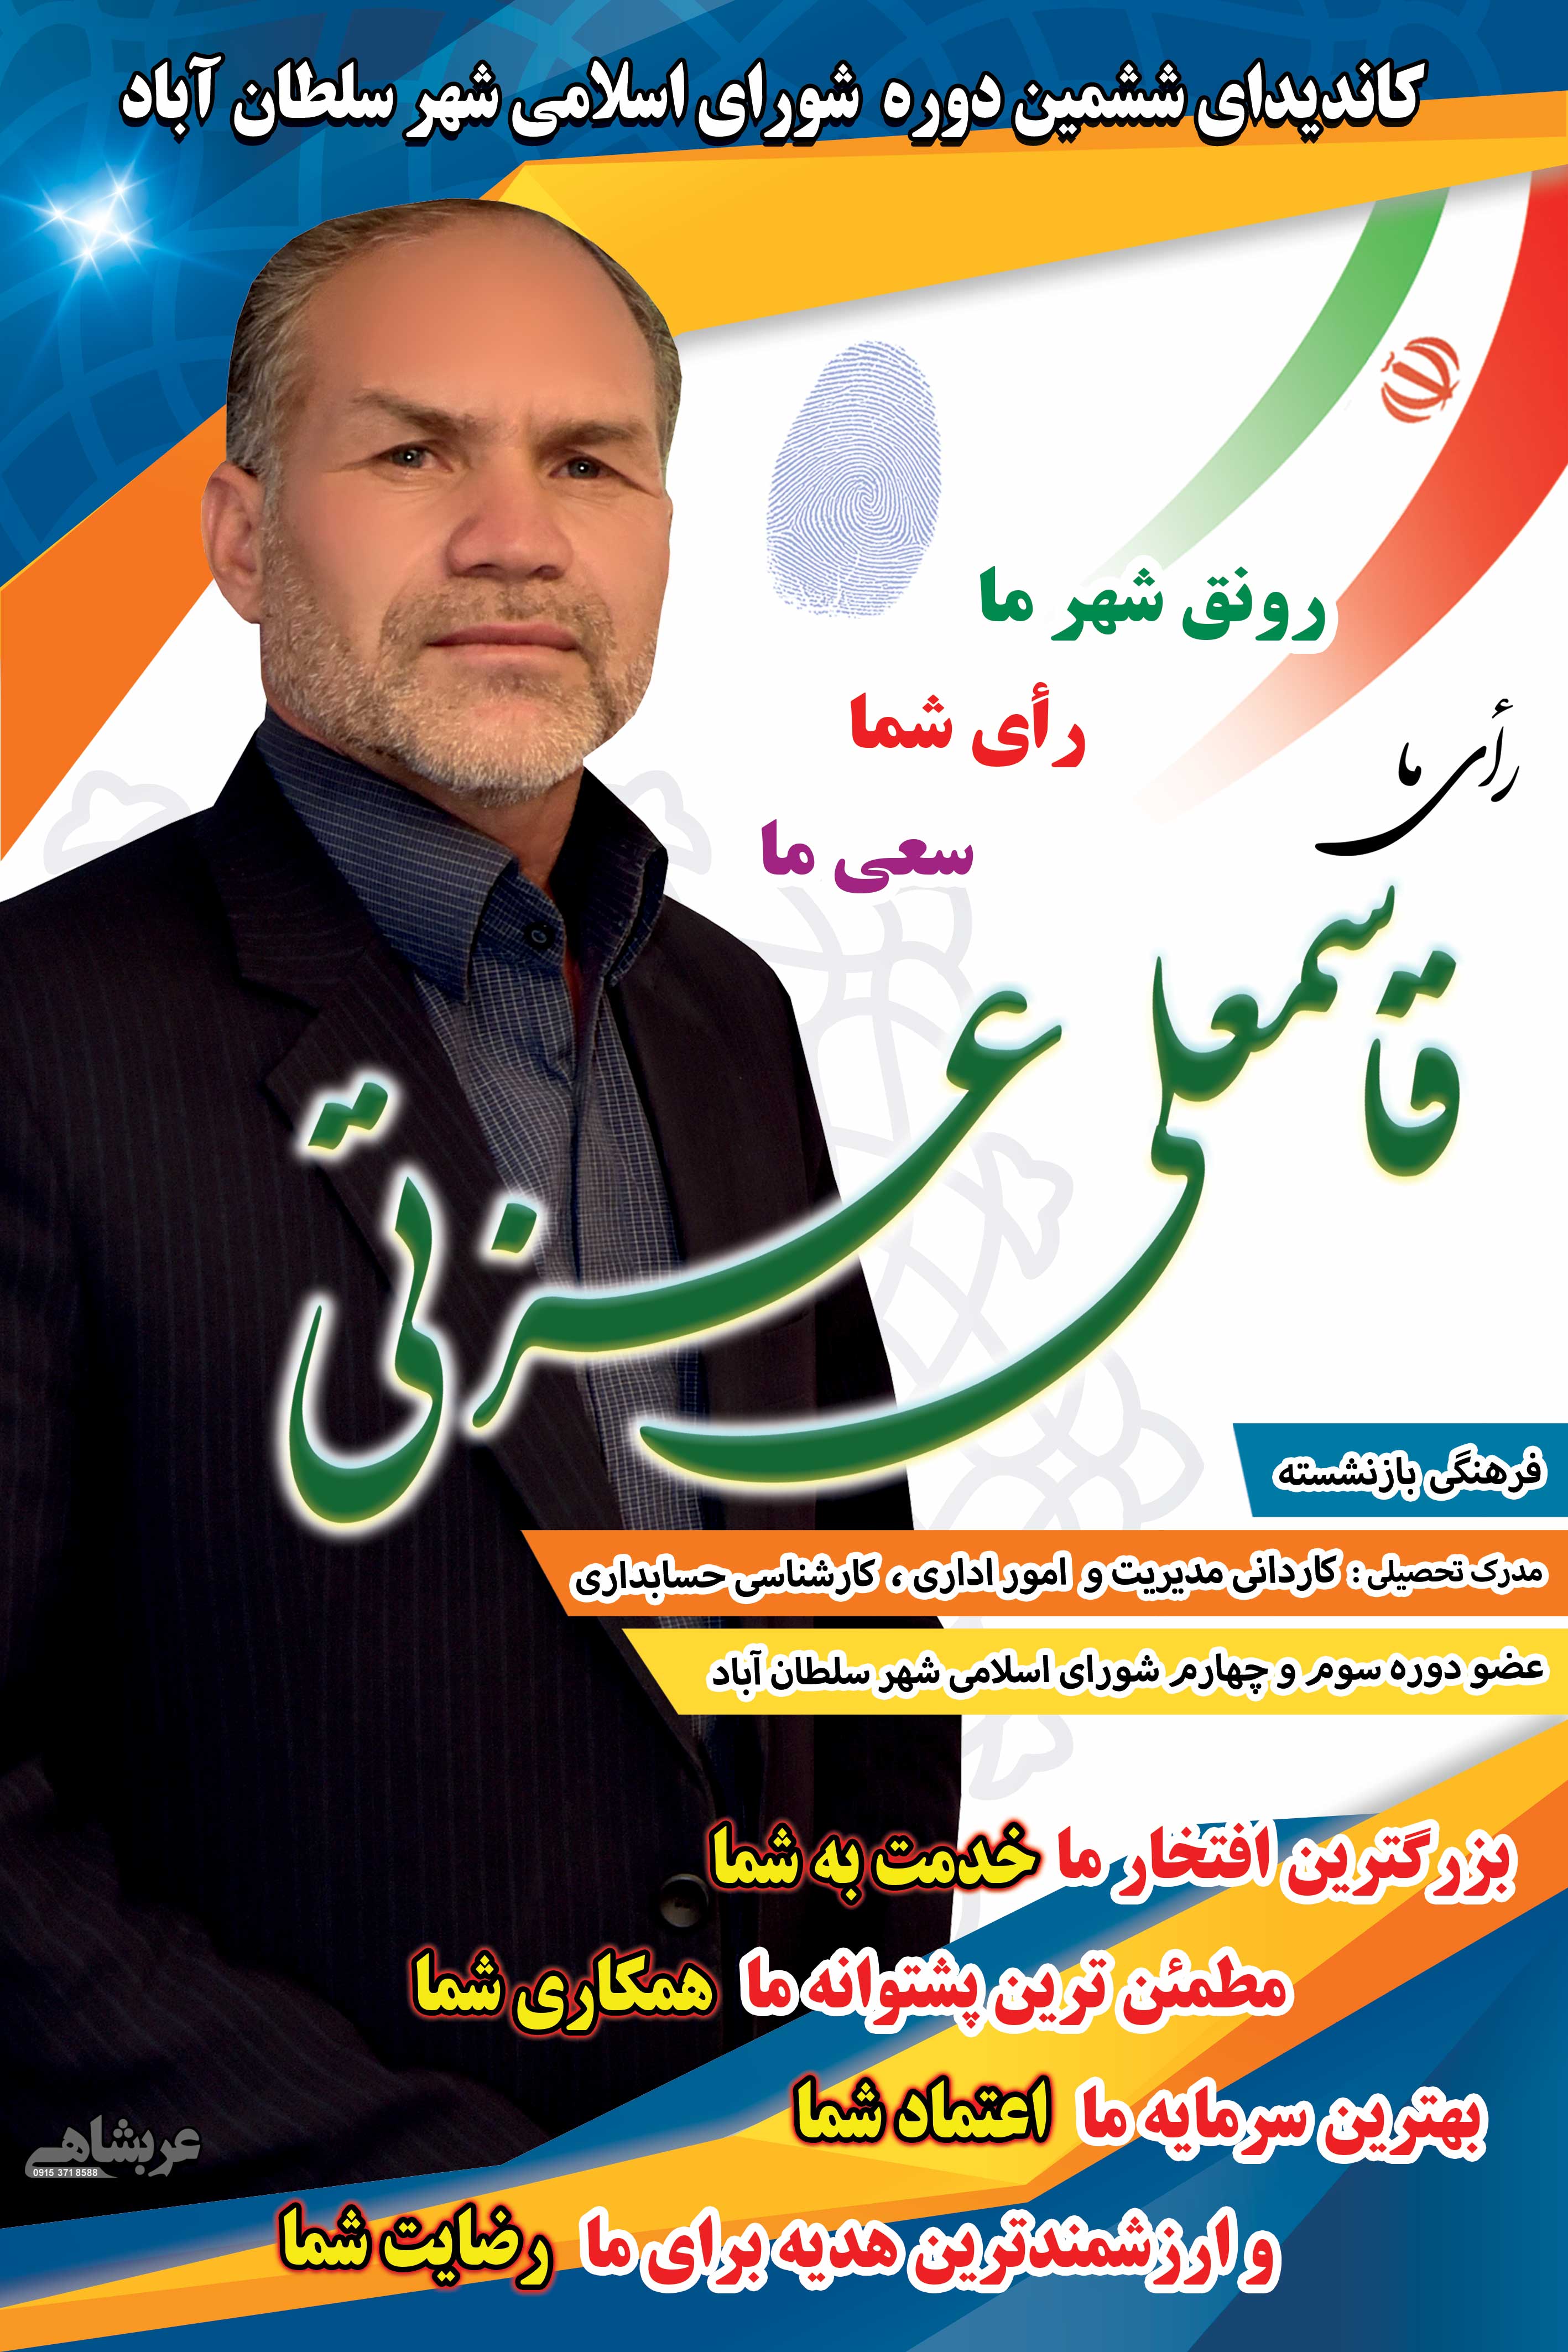 کاندیدای ششمین دوره شورای اسلامی شهر سلطان آباد
رونق شهر ما
رأی شما
سعی ما
رأی ما
قاسمعلی عزتی
فرهنگی بازنشسته
مدرک تحصیلی : کاردانی مدیریت و امور اداری ، کارشناسی حسابداری
عضو دوره سوم و چهارم شورای اسلامی شهر سلطان آباد
بزرگترین افتخار ما خدمت به شما
مطمئن ترین پشتوانه ما همکاری شما
بهترین سرمایه ما اعتماد شما
و ارزشمندترین هدیه برای ما رضایت شما
عربشاهی
0915 371 8588